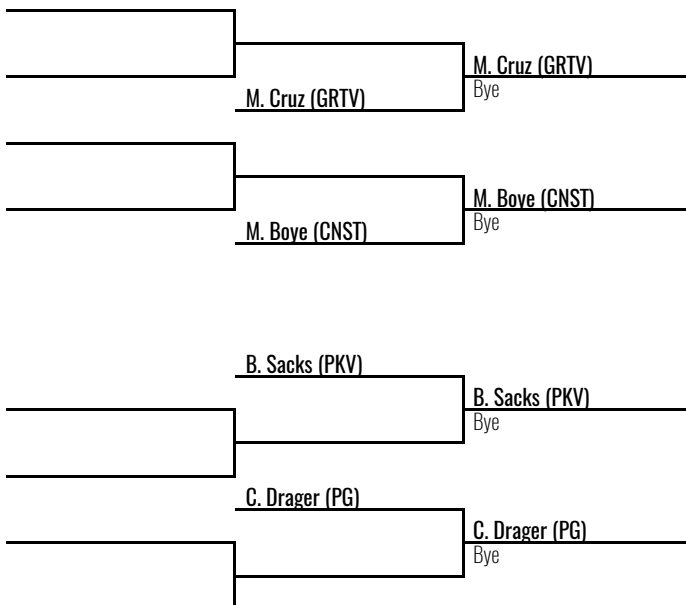 M. Cruz (GRTV)
M. Cruz (GRTV)
Bye
M. Boye (CNST)
M. Boye (CNST)
Bye
B. Sacks (PKV)
B. Sacks (PKV)
Bye
C. Drager (PG)
C. Drager (PG)
Bye